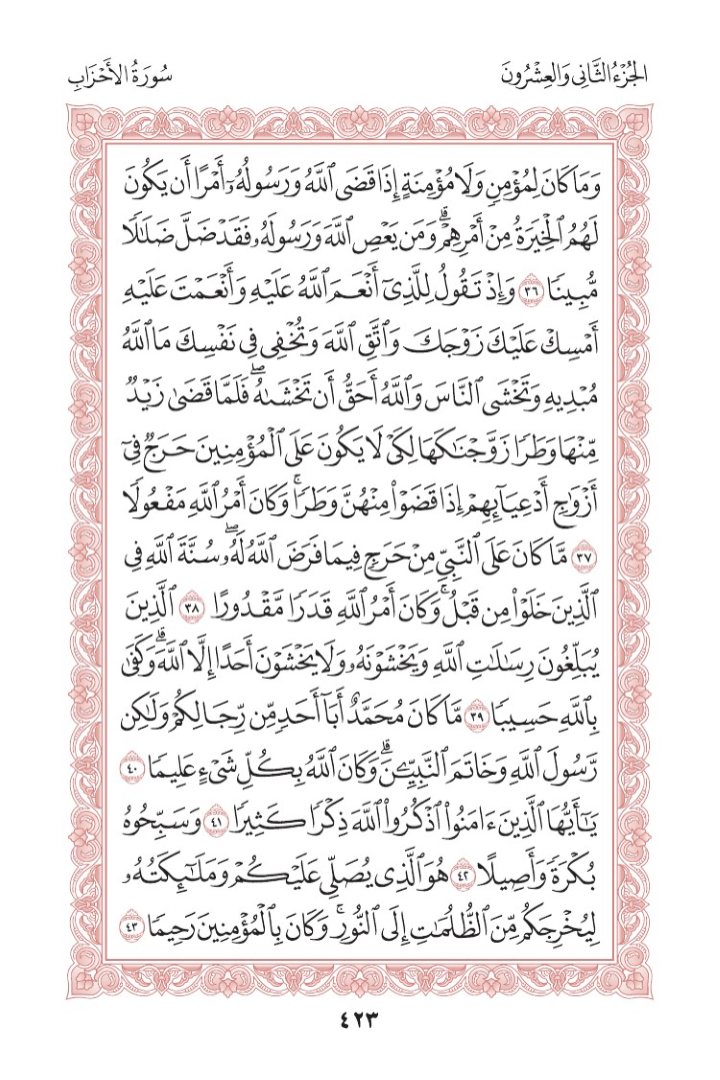 الجُزْءُ الثَّانِي وَالعِشْرُونَ
سُورَةُ الأَحْزَابِ
وَمَا كَانَ لِمُؤْمِنٖ وَلَا مُؤْمِنَةٍ إِذَا قَضَى ٱللَّهُ وَرَسُولُهُۥٓ أَمۡرًا أَن يَكُونَ
لَهُمُ ٱلۡخِيَرَةُ مِنۡ أَمۡرِهِمۡۗ وَمَن يَعۡصِ ٱللَّهَ وَرَسُولَهُۥ فَقَدۡ ضَلَّ ضَلَٰلٗا
مُّبِينٗا ٣٦ وَإِذۡ تَقُولُ لِلَّذِيٓ أَنۡعَمَ ٱللَّهُ عَلَيۡهِ وَأَنۡعَمۡتَ عَلَيۡهِ
أَمۡسِكۡ عَلَيۡكَ زَوۡجَكَ وَٱتَّقِ ٱللَّهَ وَتُخۡفِي فِي نَفۡسِكَ مَا ٱللَّهُ
مُبۡدِيهِ وَتَخۡشَى ٱلنَّاسَ وَٱللَّهُ أَحَقُّ أَن تَخۡشَىٰهُۖ فَلَمَّا قَضَىٰ زَيۡدٞ
مِّنۡهَا وَطَرٗا زَوَّجۡنَٰكَهَا لِكَيۡ لَا يَكُونَ عَلَى ٱلۡمُؤۡمِنِينَ حَرَجٞ فِيٓ
أَزۡوَٰجِ أَدۡعِيَآئِهِمۡ إِذَا قَضَوۡاْ مِنۡهُنَّ وَطَرٗاۚ وَكَانَ أَمۡرُ ٱللَّهِ مَفۡعُولٗا
٣٧ مَّا كَانَ عَلَى ٱلنَّبِيِّ مِنۡ حَرَجٖ فِيمَا فَرَضَ ٱللَّهُ لَهُۥۖ سُنَّةَ ٱللَّهِ فِي
ٱلَّذِينَ خَلَوۡاْ مِن قَبۡلُۚ وَكَانَ أَمۡرُ ٱللَّهِ قَدَرٗا مَّقۡدُورًا ٣٨ ٱلَّذِينَ
يُبَلِّغُونَ رِسَٰلَٰتِ ٱللَّهِ وَيَخۡشَوۡنَهُۥ وَلَا يَخۡشَوۡنَ أَحَدًا إِلَّا ٱللَّهَۗ وَكَفَىٰ
بِٱللَّهِ حَسِيبٗا ٣٩ مَّا كَانَ مُحَمَّدٌ أَبَآ أَحَدٖ مِّن رِّجَالِكُمۡ وَلَٰكِن
رَّسُولَ ٱللَّهِ وَخَاتَمَ ٱلنَّبِيِّـۧنَۗ وَكَانَ ٱللَّهُ بِكُلِّ شَيۡءٍ عَلِيمٗا ٤٠
يَٰٓأَيُّهَا ٱلَّذِينَ ءَامَنُواْ ٱذۡكُرُواْ ٱللَّهَ ذِكۡرٗا كَثِيرٗا ٤١ وَسَبِّحُوهُ
بُكۡرَةٗ وَأَصِيلًا ٤٢ هُوَ ٱلَّذِي يُصَلِّي عَلَيۡكُمۡ وَمَلَٰٓئِكَتُهُۥ
لِيُخۡرِجَكُم مِّنَ ٱلظُّلُمَٰتِ إِلَى ٱلنُّورِۚ وَكَانَ بِٱلۡمُؤۡمِنِينَ رَحِيمٗا ٤٣
٤٢٣